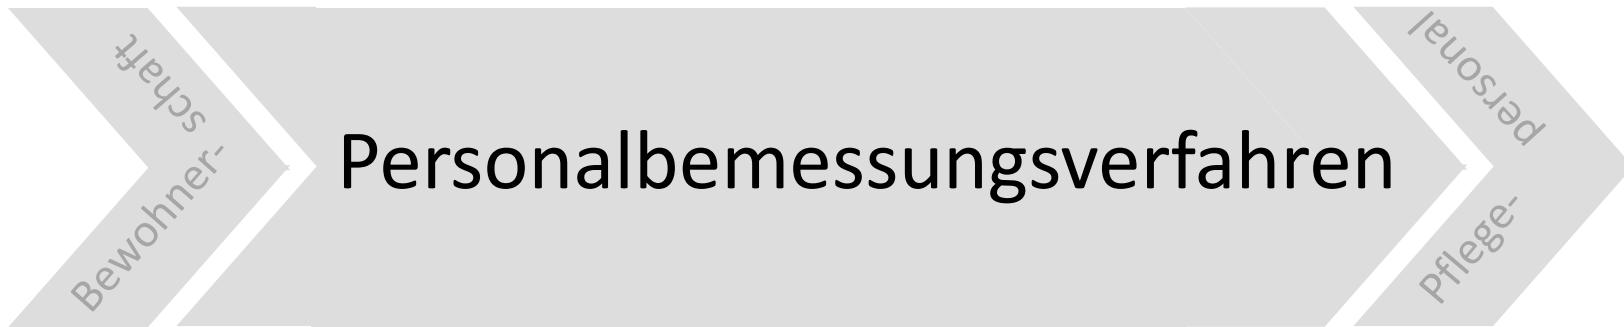 Bewohner-
schaft
Personalbemessungsverfahren
Pflege-
personal